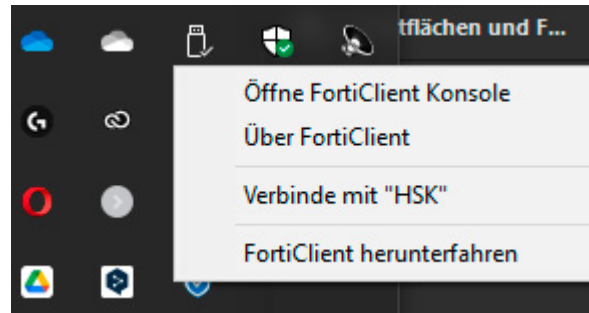 tflächen und F...
Öffne FortiClient Konsole
Über FortiClient
Verbinde mit "HSK"
FortiClient herunterfahren